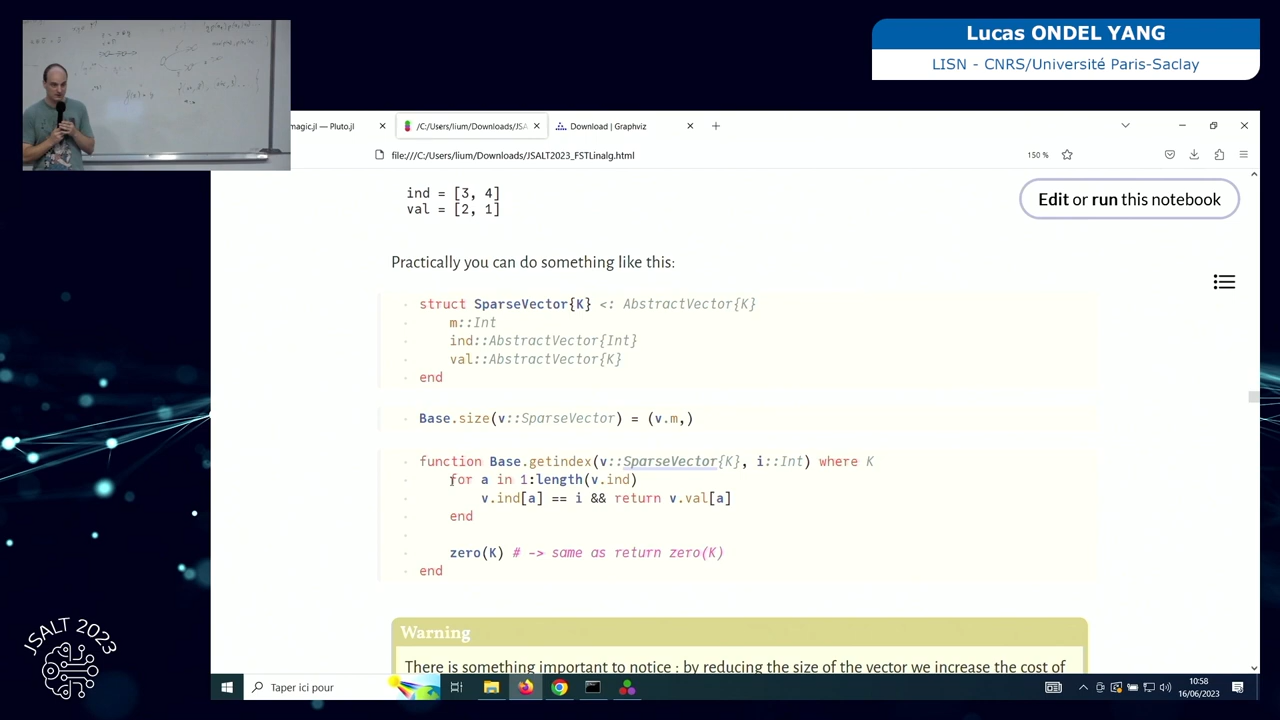 Lucas ONDEL YANG
LISN - CNRS/Université Paris-Saclay
magic.jl — Pluto.jl
/C:/Users/lium/Downloads/JSA
Download | Graphviz
file:///C:/Users/lium/Downloads/JSALT2023_FSTLinalg.html
150 %
ind = [3, 4]
val = [2, 1]
Edit or run this notebook
Practically you can do something like this:
struct SparseVector{K} <: AbstractVector{K}
m::Int
ind::AbstractVector{Int}
val::AbstractVector{K}
end
Base.size(v::SparseVector) = (v.m,)
function Base.getindex(v::SparseVector{K}, i::Int) where K
for a in 1:length(v.ind)
v.ind[a] == i && return v.val[a]
end
zero(K) # -> same as return zero(K)
end
Warning
There is something important to notice : by reducing the size of the vector we increase the cost of
JSALT 2023
Taper ici pour
10:58
16/06/2023